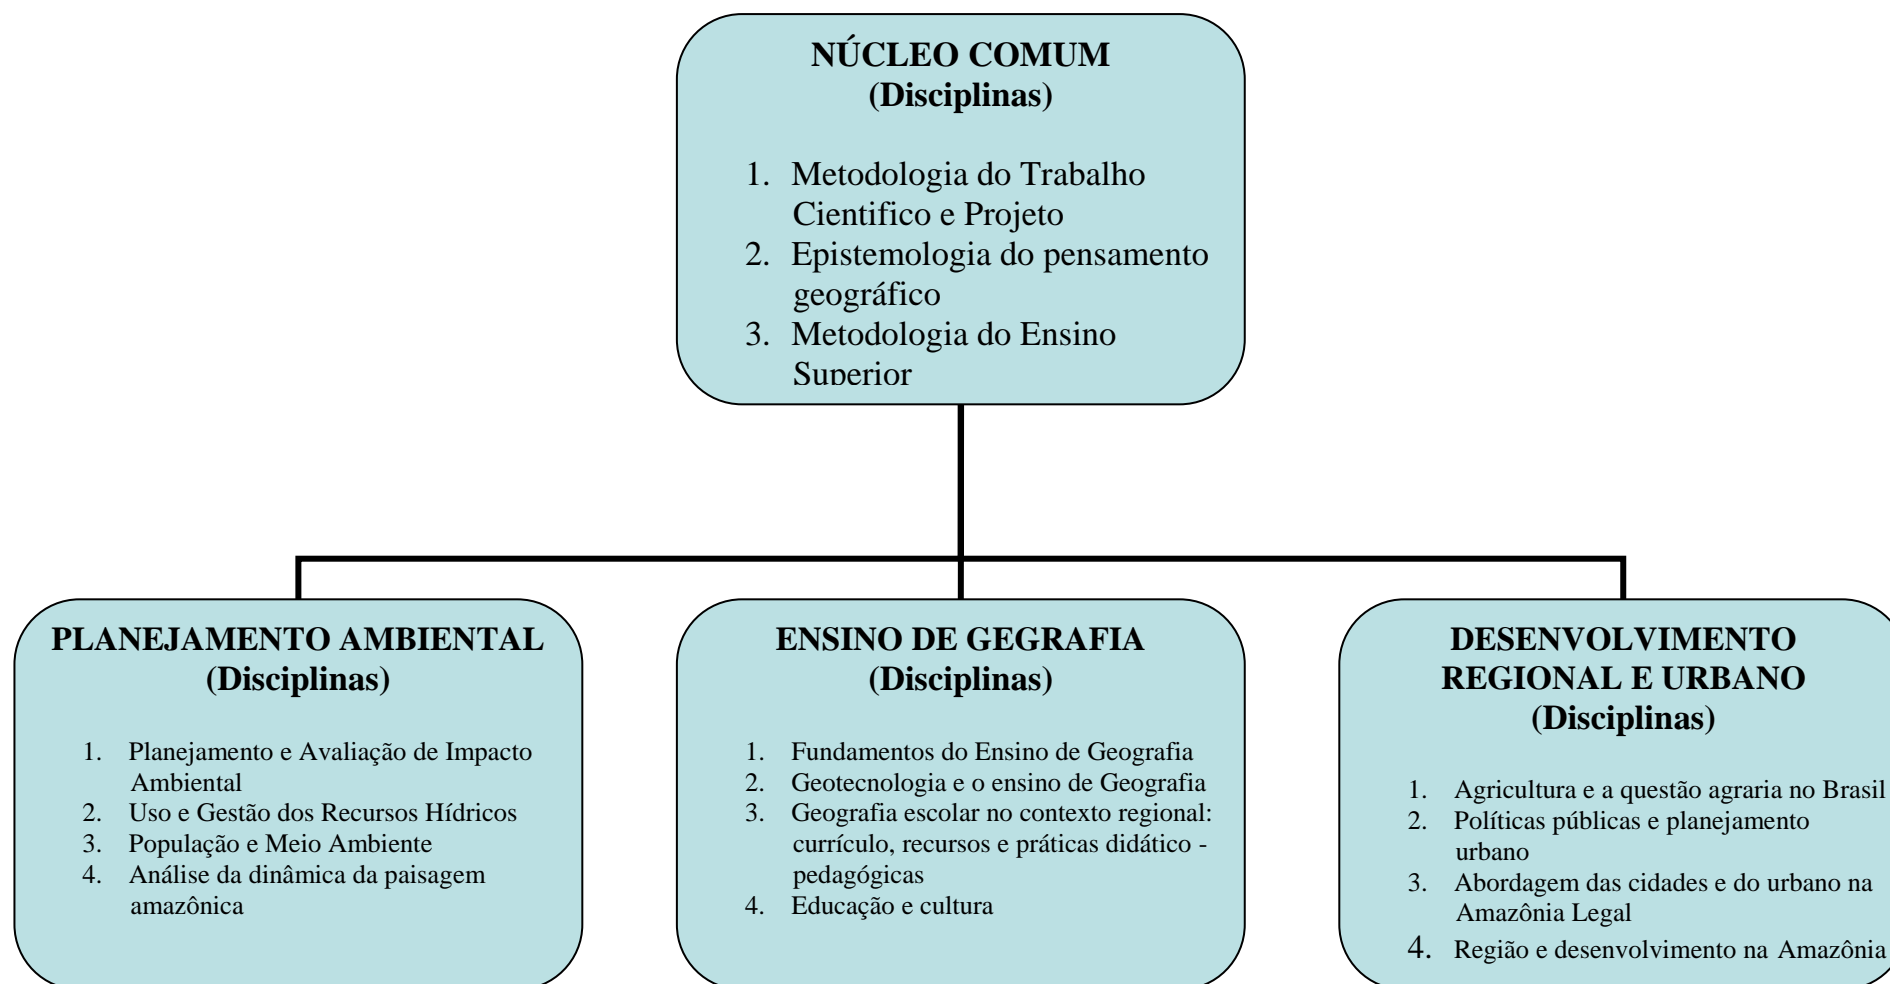 NÚCLEO COMUM
(Disciplinas)
1. Metodologia do Trabalho
Cientifico e Projeto
2. Epistemologia do pensamento
geográfico
3. Metodologia do Ensino
Superior
PLANEJAMENTO AMBIENTAL
(Disciplinas)
1. Planejamento e Avaliação de Impacto
Ambiental
2. Uso e Gestão dos Recursos Hídricos
3. População e Meio Ambiente
4. Análise da dinâmica da paisagem
amazônica
ENSINO DE GEGRAFIA
(Disciplinas)
1. Fundamentos do Ensino de Geografia
2. Geotecnologia e o ensino de Geografia
3. Geografia escolar no contexto regional:
currículo, recursos e práticas didático -
pedagógicas
4. Educação e cultura
DESENVOLVIMENTO
REGIONAL E URBANO
(Disciplinas)
1. Agricultura e a questão agraria no Brasil
2. Políticas públicas e planejamento
urbano
3. Abordagem das cidades e do urbano na
Amazônia Legal
4. Região e desenvolvimento na Amazônia